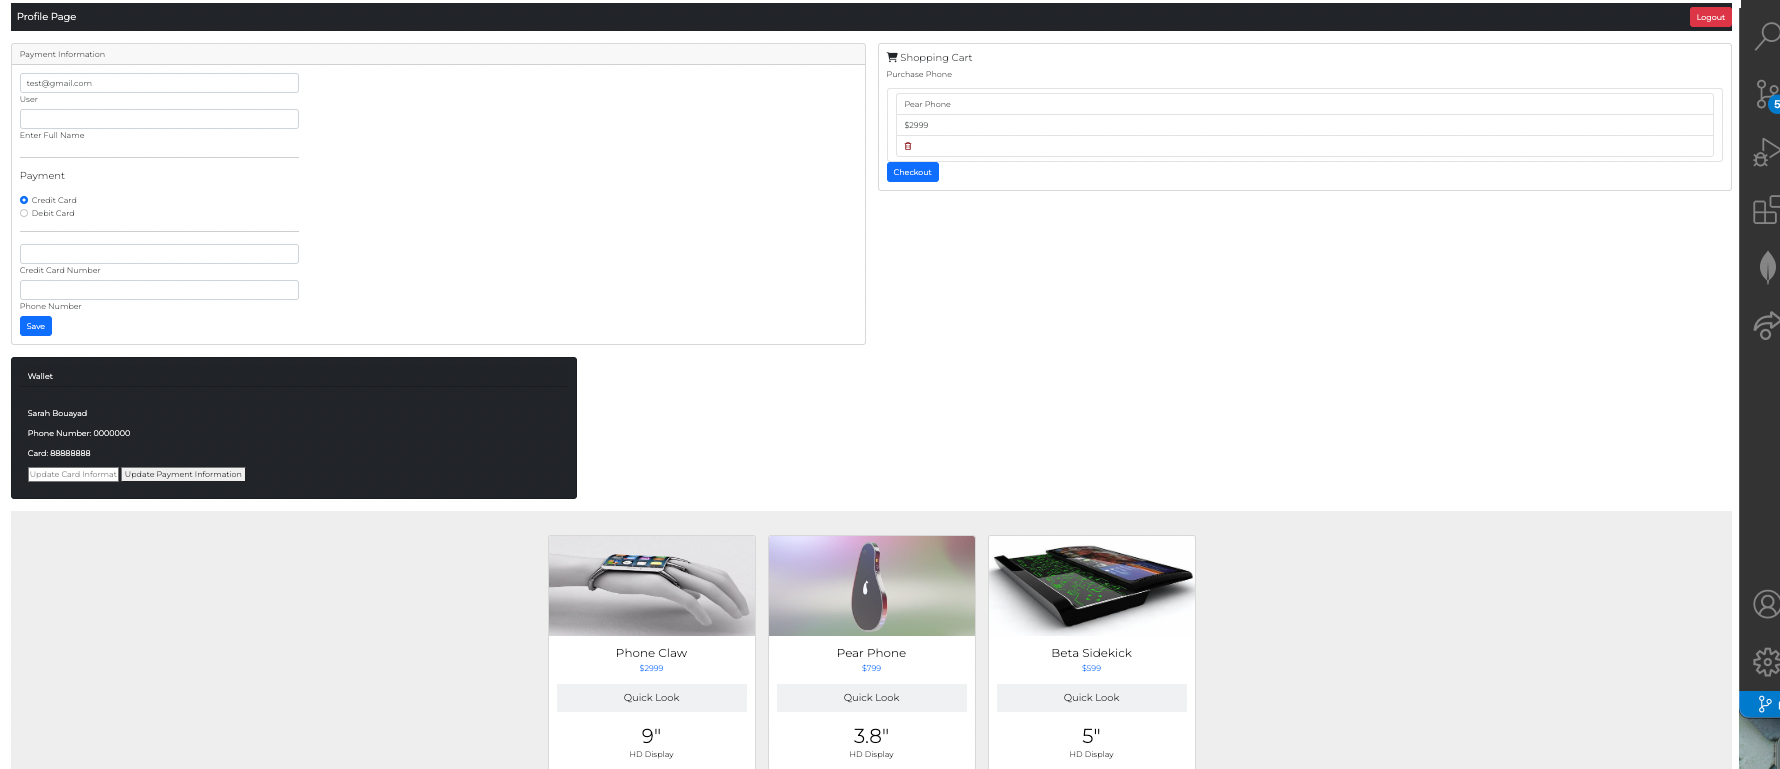 Profile Page
Logout
Payment Information
test@gmail.com
User
Enter Full Name
Payment
Credit Card
Debit Card
Credit Card Number
Phone Number
Save
Shopping Cart
Purchase Phone
Pear Phone
$2999
Checkout
5
Wallet
Sarah Bouayad
Phone Number: 0000000
Card: 88888888
Update Card Informat Update Payment Information
Phone Claw
$2999
Quick Look
9"
HD Display
Pear Phone
$799
Quick Look
3.8"
HD Display
Beta Sidekick
$599
Quick Look
5"
HD Display